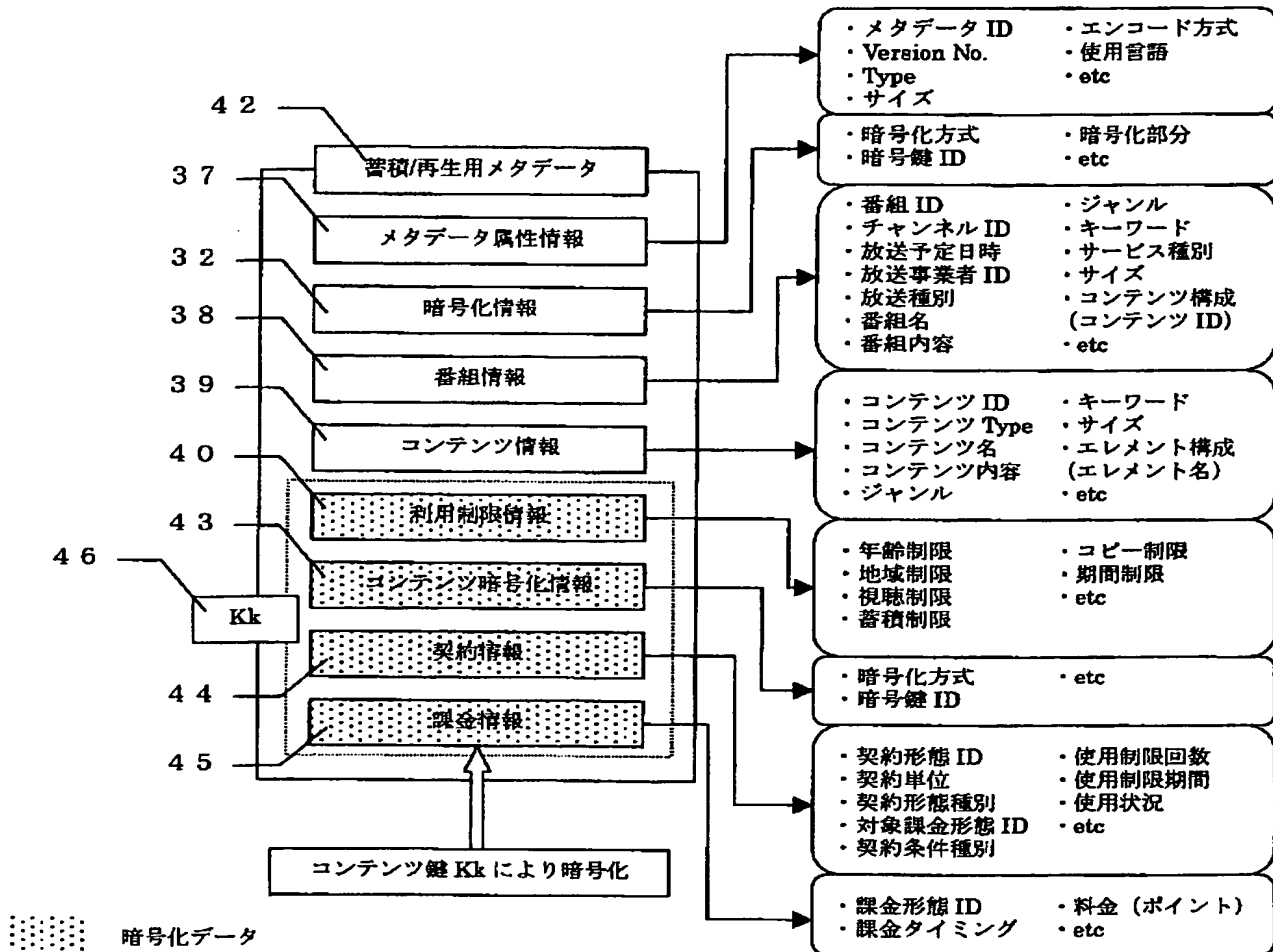 42
37
32
38
39
40
43
46
44
45
蓄積/再生用メタデータ
メタデータ属性情報
暗号化情報
番組情報
コンテンツ情報
利用制限情報
コンテンツ暗号化情報
Kk
契約情報
課金情報
コンテンツ鍵 Kk により暗号化
暗号化データ
・メタデータ ID ・エンコード方式
・Version No. ・使用言語
・Type ・etc
・サイズ
・暗号化方式 ・暗号化部分
・暗号鍵 ID ・etc
・番組 ID ・ジャンル
・チャンネル ID ・キーワード
・放送予定日時 ・サービス種別
・放送事業者 ID ・サイズ
・放送種別 ・コンテンツ構成
・番組名 (コンテンツ ID)
・番組内容 ・etc
・コンテンツ ID ・キーワード
・コンテンツ Type ・サイズ
・コンテンツ名 ・エレメント構成
・コンテンツ内容 (エレメント名)
・ジャンル ・etc
・年齢制限 ・コピー制限
・地域制限 ・期間制限
・視聴制限 ・etc
・蓄積制限
・暗号化方式 ・etc
・暗号鍵 ID
・契約形態 ID ・使用制限回数
・契約単位 ・使用制限期間
・契約形態種別 ・使用状況
・対象課金形態 ID ・etc
・契約条件種別
・課金形態 ID ・料金（ポイント）
・課金タイミング ・etc